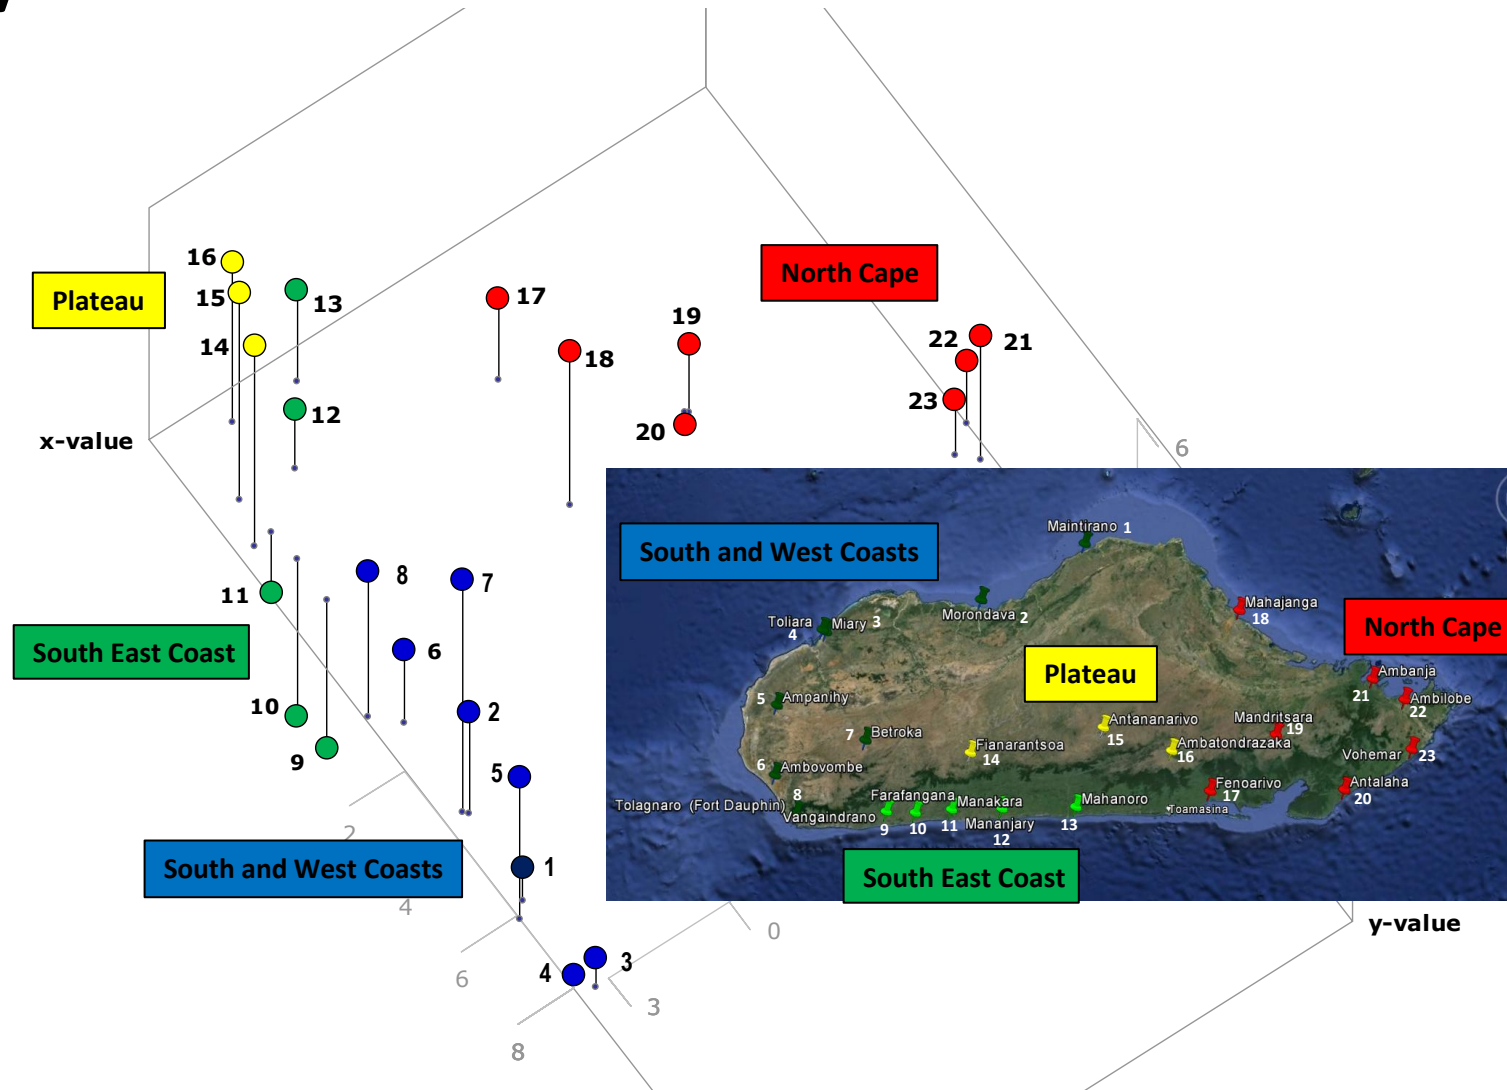 16
Plateau
15
13
17
North Cape
14
18
19
22
21
12
23
20
x-value
6
11
8
7
South East Coast
6
10
2
9
5
2
South and West Coasts
1
4
6
4
3
8
0
3
y-value
South and West Coasts
Maintirano 1
Morondava 2
Toliara
4
Miary 3
Mahajanga
18
North Cape
Plateau
5 Ampanihy
Ambanja
21
Ambilobe
22
7 Betroka
Antananarivo
15
Mandritsara
19
Fianarantsoa
14
Ambatondrazaka
16
Vohemar 23
6 Ambovombe
8
Tolagnaro (Fort Dauphin)
Vangaindrano
Farafangana
9
10
Manakara
11
Mananjary
12
Mahanoro
13
Toamasina
Fenoarivo
17
Antalaha
20
South East Coast